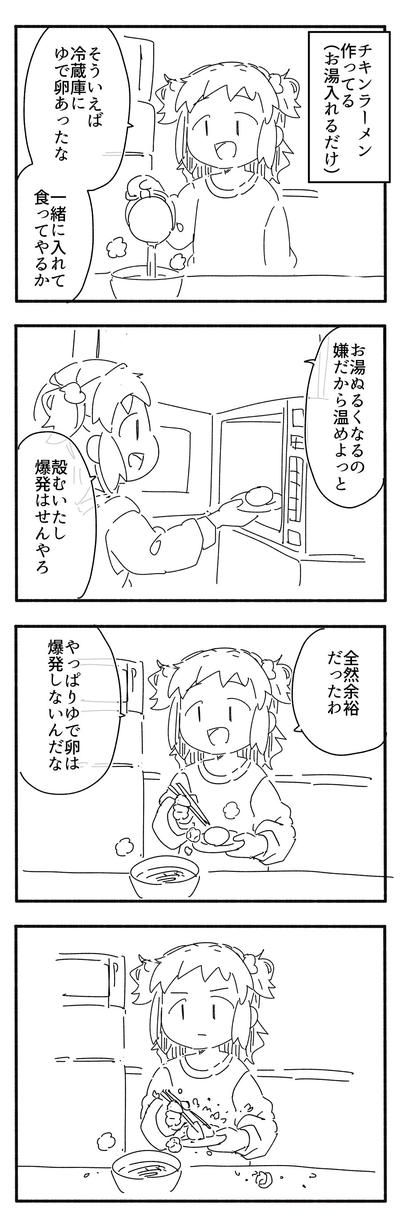 チキンラーメン
作ってる
(お湯入れるだけ)
そういえば
冷蔵庫に
ゆで卵あったな
一緒に入れて
食ってやるか
お湯ぬるくなるの
嫌だから温めよっと
殻むいたし
爆発はせんやろ
全然余裕
だったわ
やっぱりゆで卵は
爆発しないんだな